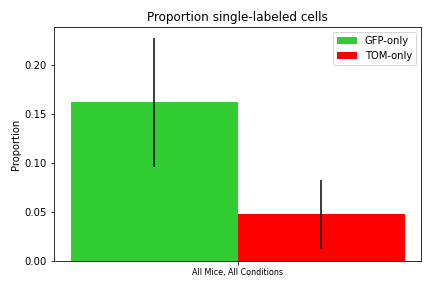 Proportion single-labeled cells
GFP-only
TOM-only
Proportion
0.20
0.15
0.10
0.05
0.00
All Mice, All Conditions